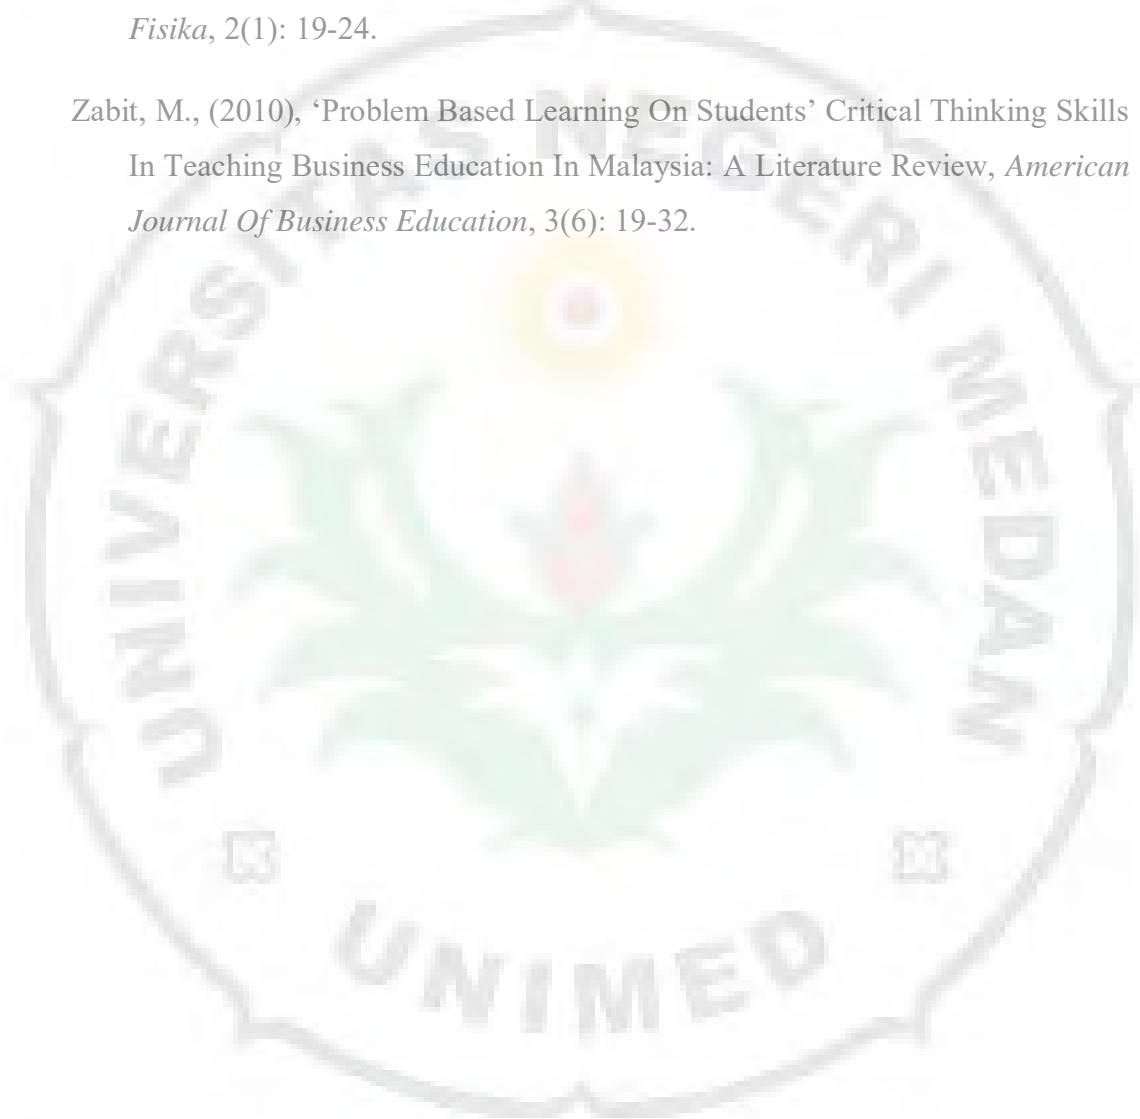 Fisika, 2(1): 19-24.
Zabit, M., (2010), ‘Problem Based Learning On Students’ Critical Thinking Skills
In Teaching Business Education In Malaysia: A Literature Review, American
Journal Of Business Education, 3(6): 19-32.
UNIVERSITAS NEGERI MEDAN
UNIMED